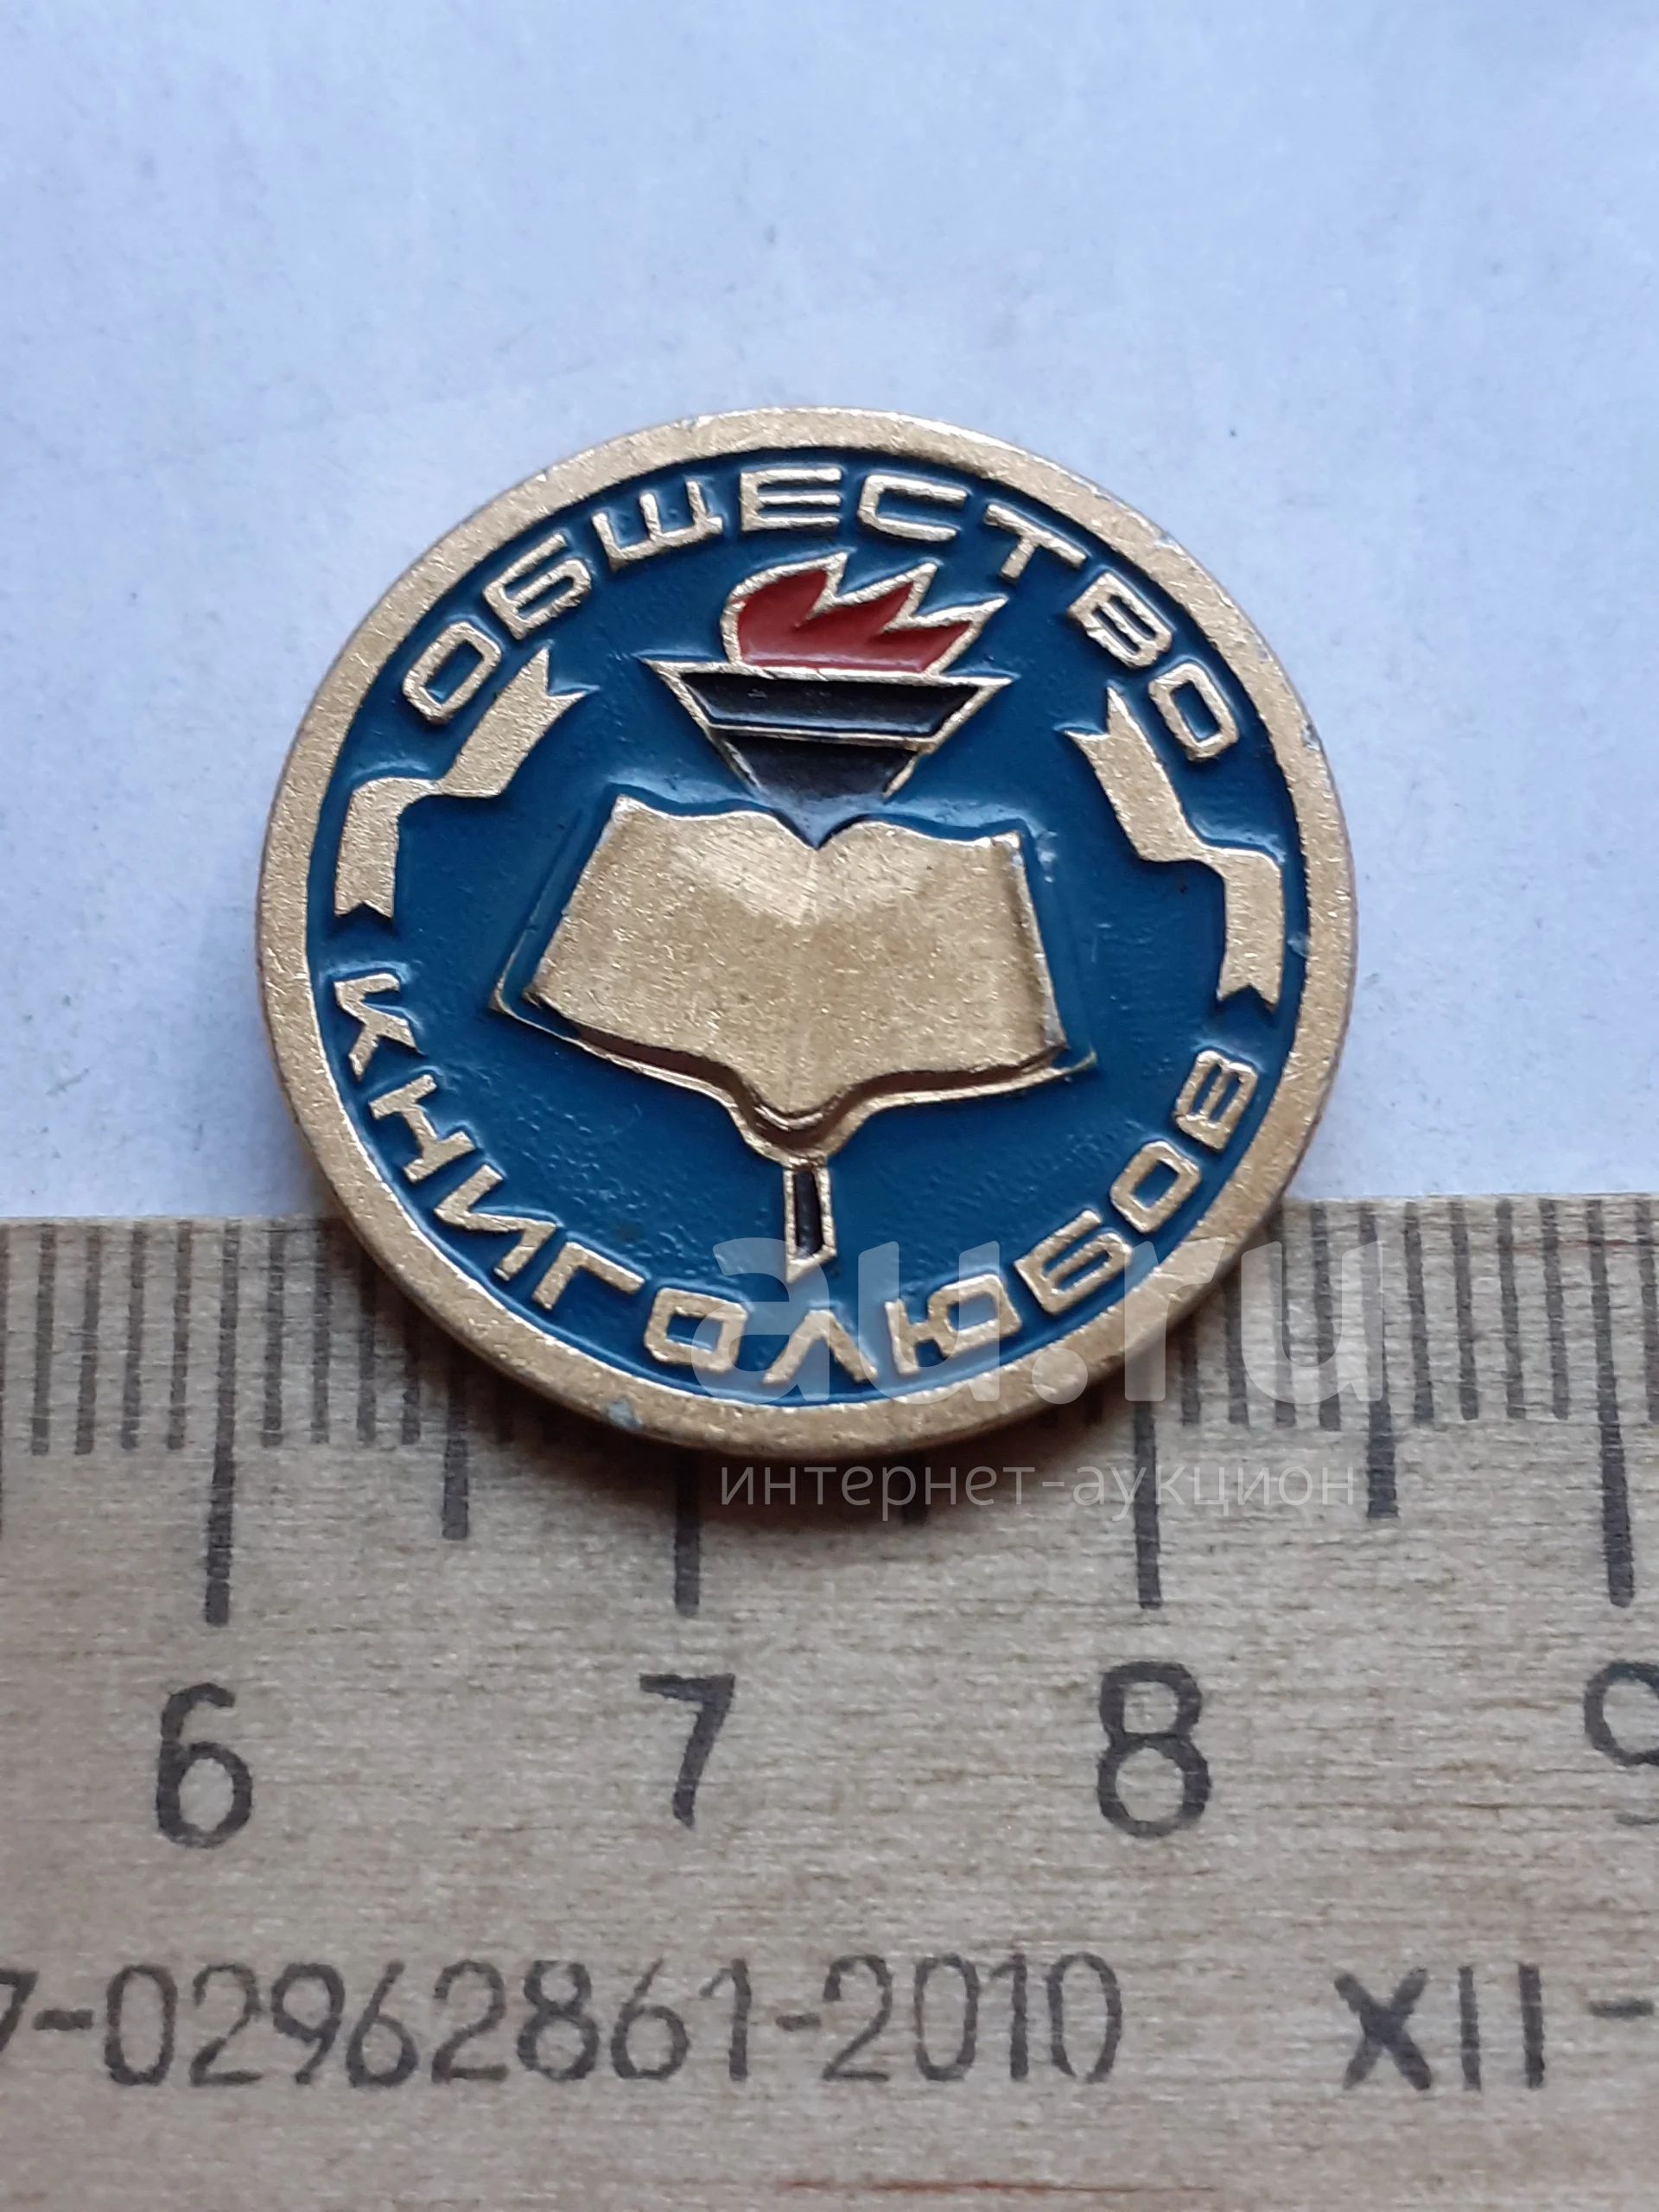 ОБЩЕСТВО
КНИГОЛЮБОВ
au.ru
интернет-аукцион
6 7 8 9
7-02962861-2010 XII-